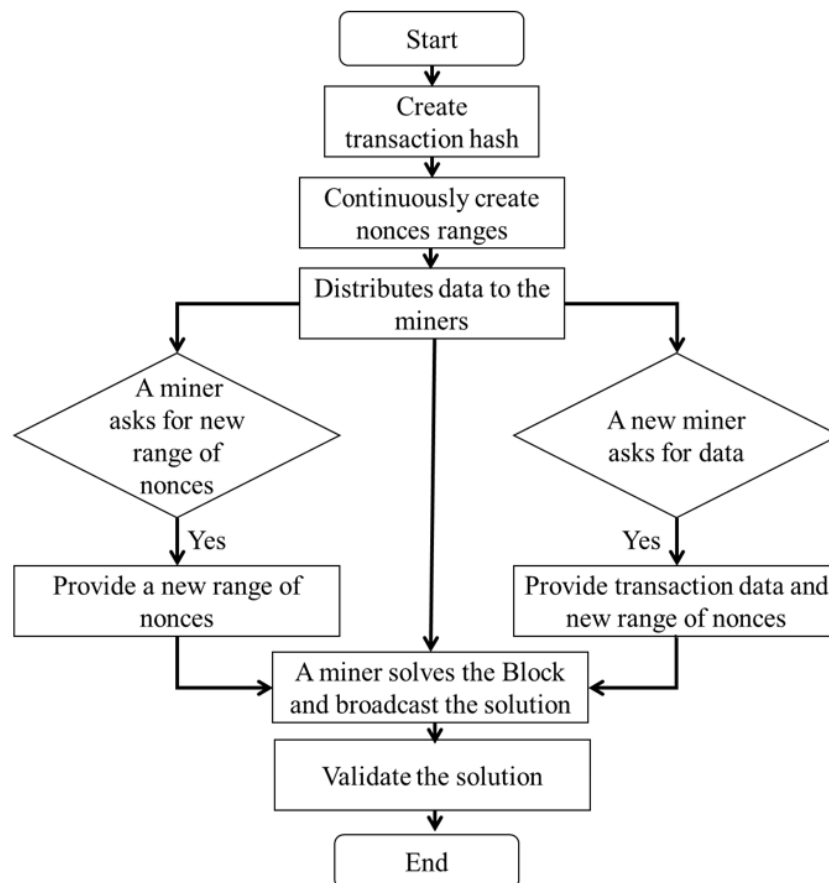 Start
Create
transaction hash
Continuously create
nonces ranges
Distributes data to the
miners
A miner
asks for new
range of
nonces
A new miner
asks for data
Yes
Yes
Provide a new range of
nonces
Provide transaction data and
new range of nonces
A miner solves the Block
and broadcast the solution
Validate the solution
End